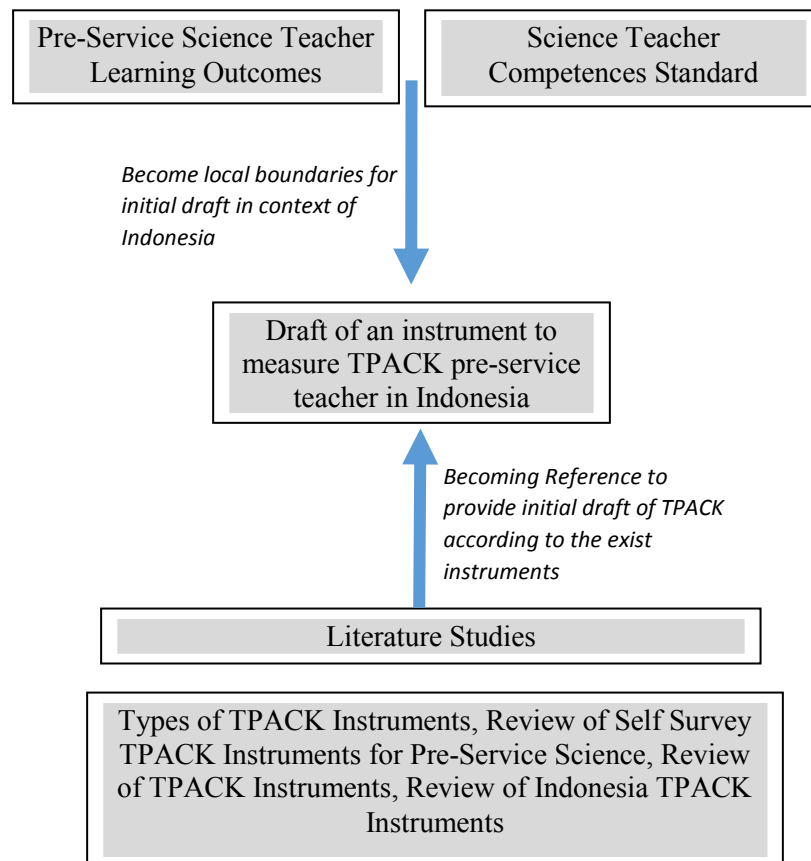 Pre-Service Science Teacher
Learning Outcomes
Science Teacher
Competences Standard
Become local boundaries for
initial draft in context of
Indonesia
Draft of an instrument to
measure TPACK pre-service
teacher in Indonesia
Becoming Reference to
provide initial draft of TPACK
according to the exist
instruments
Literature Studies
Types of TPACK Instruments, Review of Self Survey
TPACK Instruments for Pre-Service Science, Review
of TPACK Instruments, Review of Indonesia TPACK
Instruments